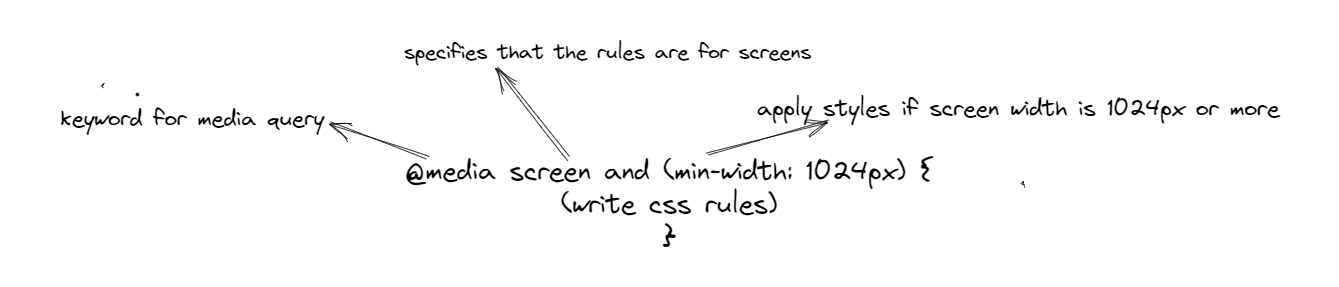 specifies that the rules are for screens
apply styles if screen width is 1024px or more
keyword for media query
@media screen and (min-width: 1024px) {
(write css rules)
}